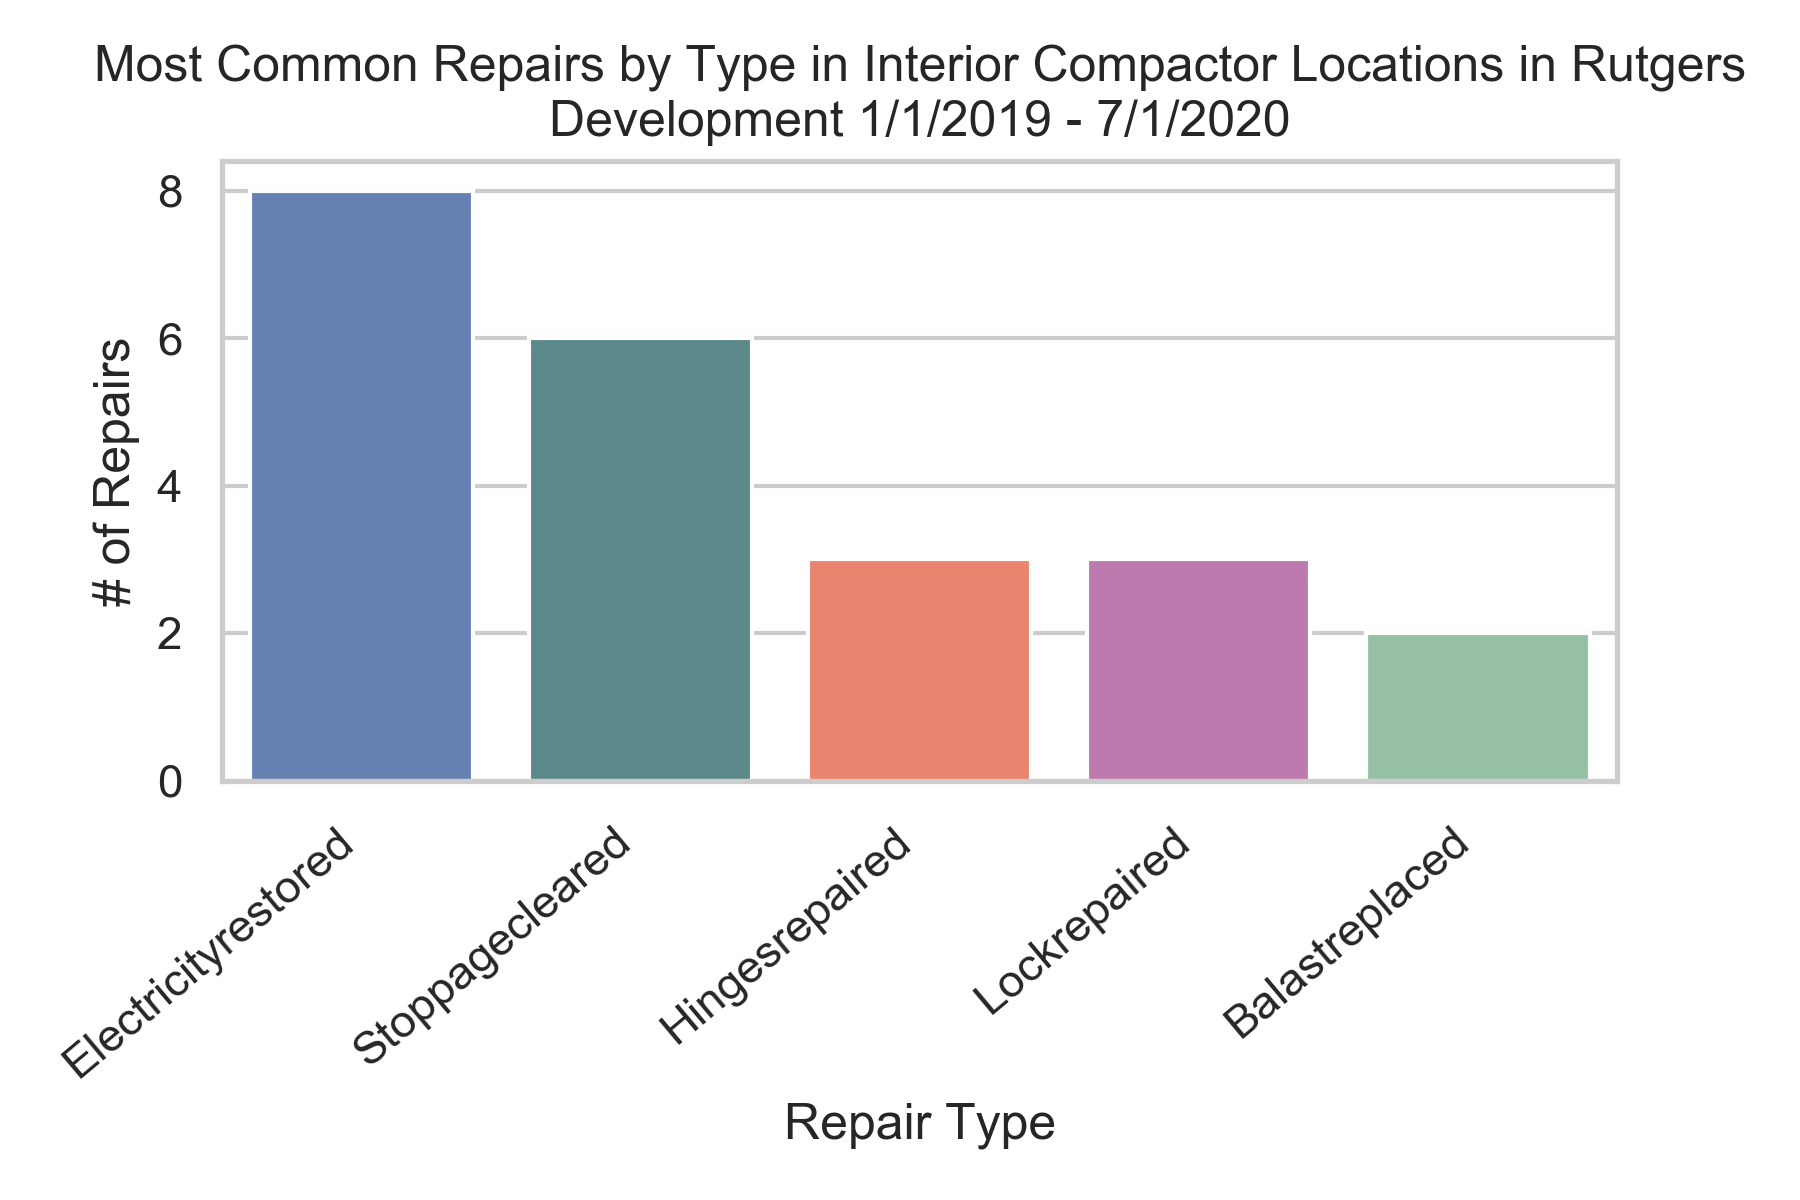 Most Common Repairs by Type in Interior Compactor Locations in Rutgers
Development 1/1/2019 - 7/1/2020
# of Repairs
8
6
4
2
0
Electricityrestored
Stoppagecleared
Hingesrepaired
Lockrepaired
Balastreplaced
Repair Type